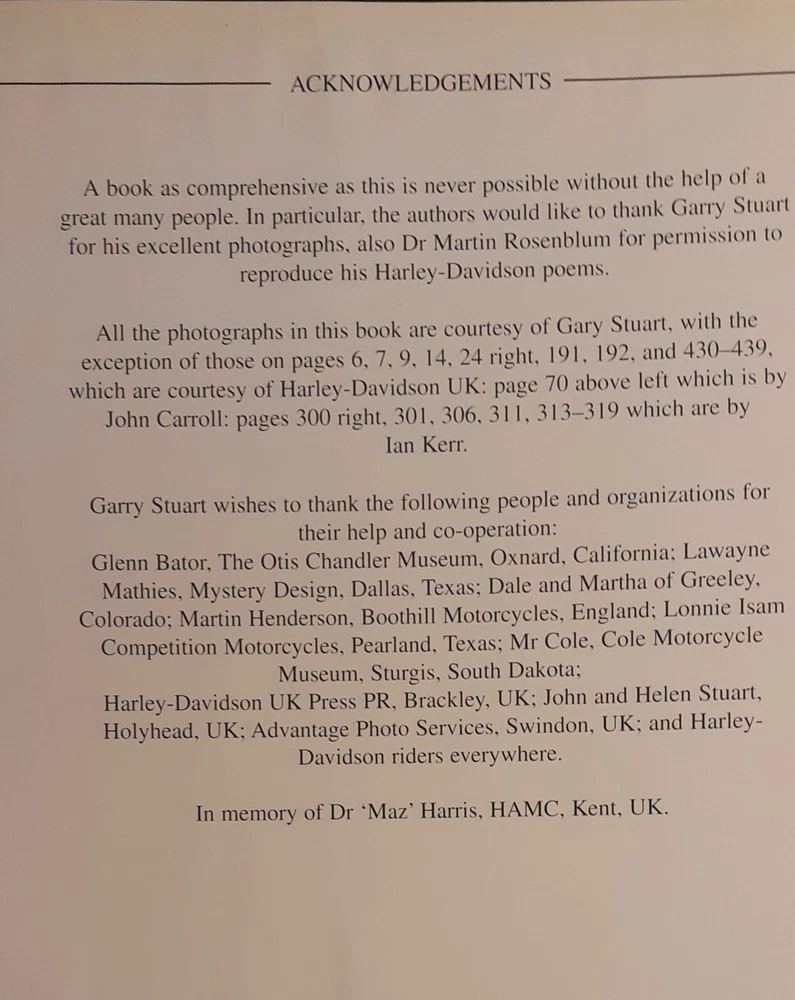 ACKNOWLEDGEMENTS
A book as comprehensive as this is never possible without the help of a
great many people. In particular, the authors would like to thank Garry Stuart
for his excellent photographs, also Dr Martin Rosenblum for permission to
reproduce his Harley-Davidson poems.
All the photographs in this book are courtesy of Gary Stuart, with the
exception of those on pages 6, 7, 9, 14, 24 right, 191, 192, and 430–439,
which are courtesy of Harley-Davidson UK: page 70 above left which is by
John Carroll: pages 300 right, 301, 306, 311, 313–319 which are by
Ian Kerr.
Garry Stuart wishes to thank the following people and organizations for
their help and co-operation:
Glenn Bator, The Otis Chandler Museum, Oxnard, California; Lawayne
Mathies, Mystery Design, Dallas, Texas; Dale and Martha of Greeley,
Colorado; Martin Henderson, Boothill Motorcycles, England; Lonnie Isam
Competition Motorcycles, Pearland, Texas; Mr Cole, Cole Motorcycle
Museum, Sturgis, South Dakota;
Harley-Davidson UK Press PR, Brackley, UK; John and Helen Stuart,
Holyhead, UK; Advantage Photo Services, Swindon, UK; and Harley-
Davidson riders everywhere.
In memory of Dr ‘Maz’ Harris, HAMC, Kent, UK.